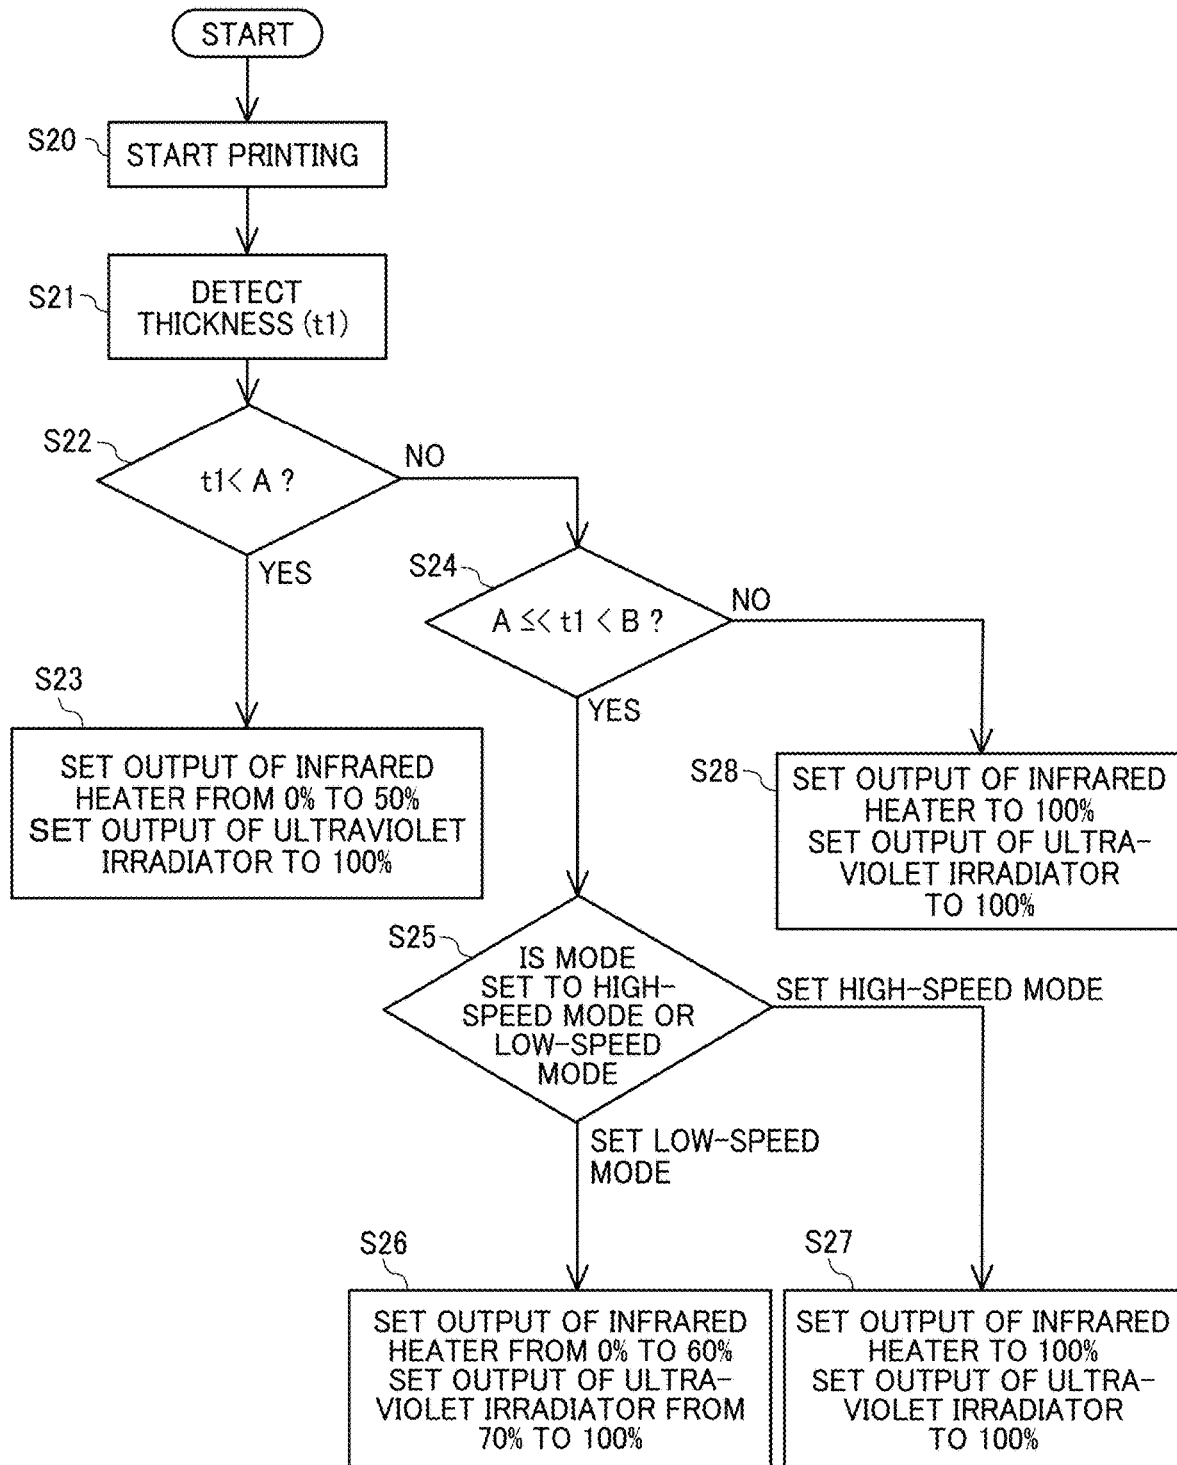 START
S20
START PRINTING
S21
DETECT
THICKNESS (t1)
S22
t1< A ?
NO
YES
S24
A ≤< t1 < B ?
NO
YES
S23
SET OUTPUT OF INFRARED
HEATER FROM 0% TO 50%
SET OUTPUT OF ULTRAVIOLET
IRRADIATOR TO 100%
S28
SET OUTPUT OF INFRARED
HEATER TO 100%
SET OUTPUT OF ULTRA-
VIOLET IRRADIATOR
TO 100%
S25
IS MODE
SET TO HIGH-
SPEED MODE OR
LOW-SPEED
MODE
SET HIGH-SPEED MODE
SET LOW-SPEED
MODE
S26
SET OUTPUT OF INFRARED
HEATER FROM 0% TO 60%
SET OUTPUT OF ULTRA-
VIOLET IRRADIATOR FROM
70% TO 100%
S27
SET OUTPUT OF INFRARED
HEATER TO 100%
SET OUTPUT OF ULTRA-
VIOLET IRRADIATOR
TO 100%